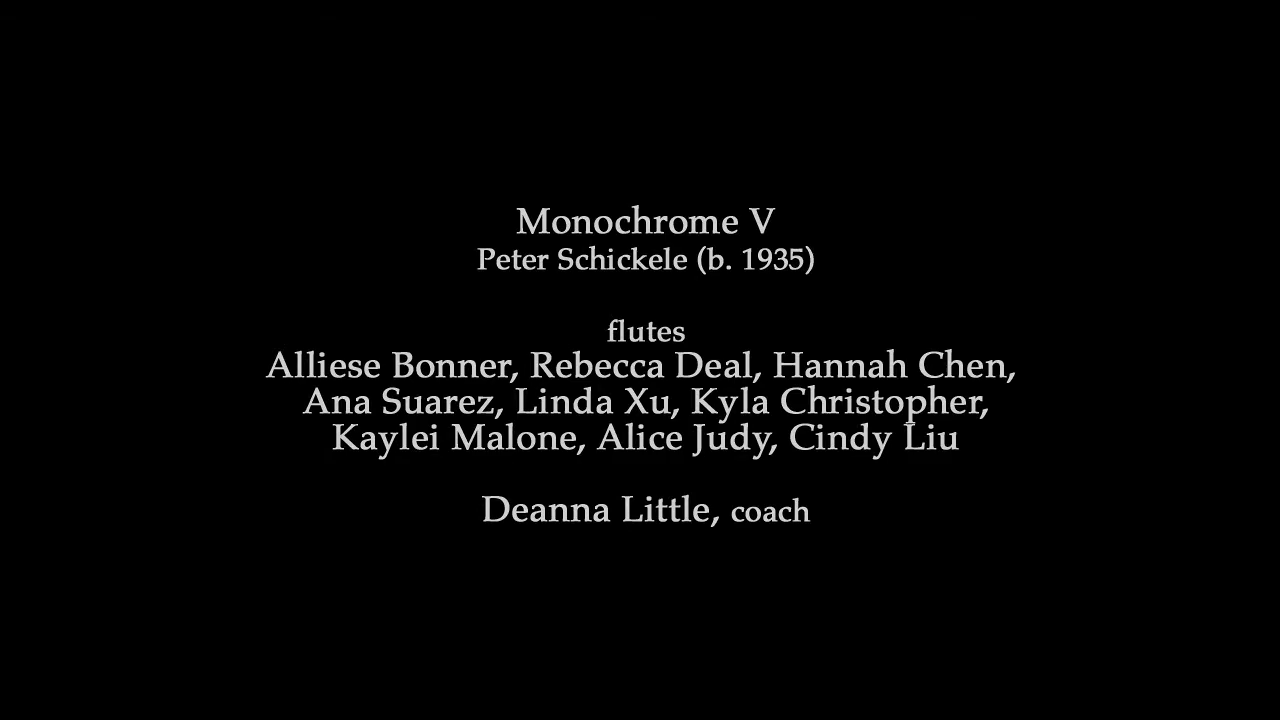 Monochrome V
Peter Schickele (b. 1935)
flutes
Alliese Bonner, Rebecca Deal, Hannah Chen,
Ana Suarez, Linda Xu, Kyla Christopher,
Kaylei Malone, Alice Judy, Cindy Liu
Deanna Little, coach